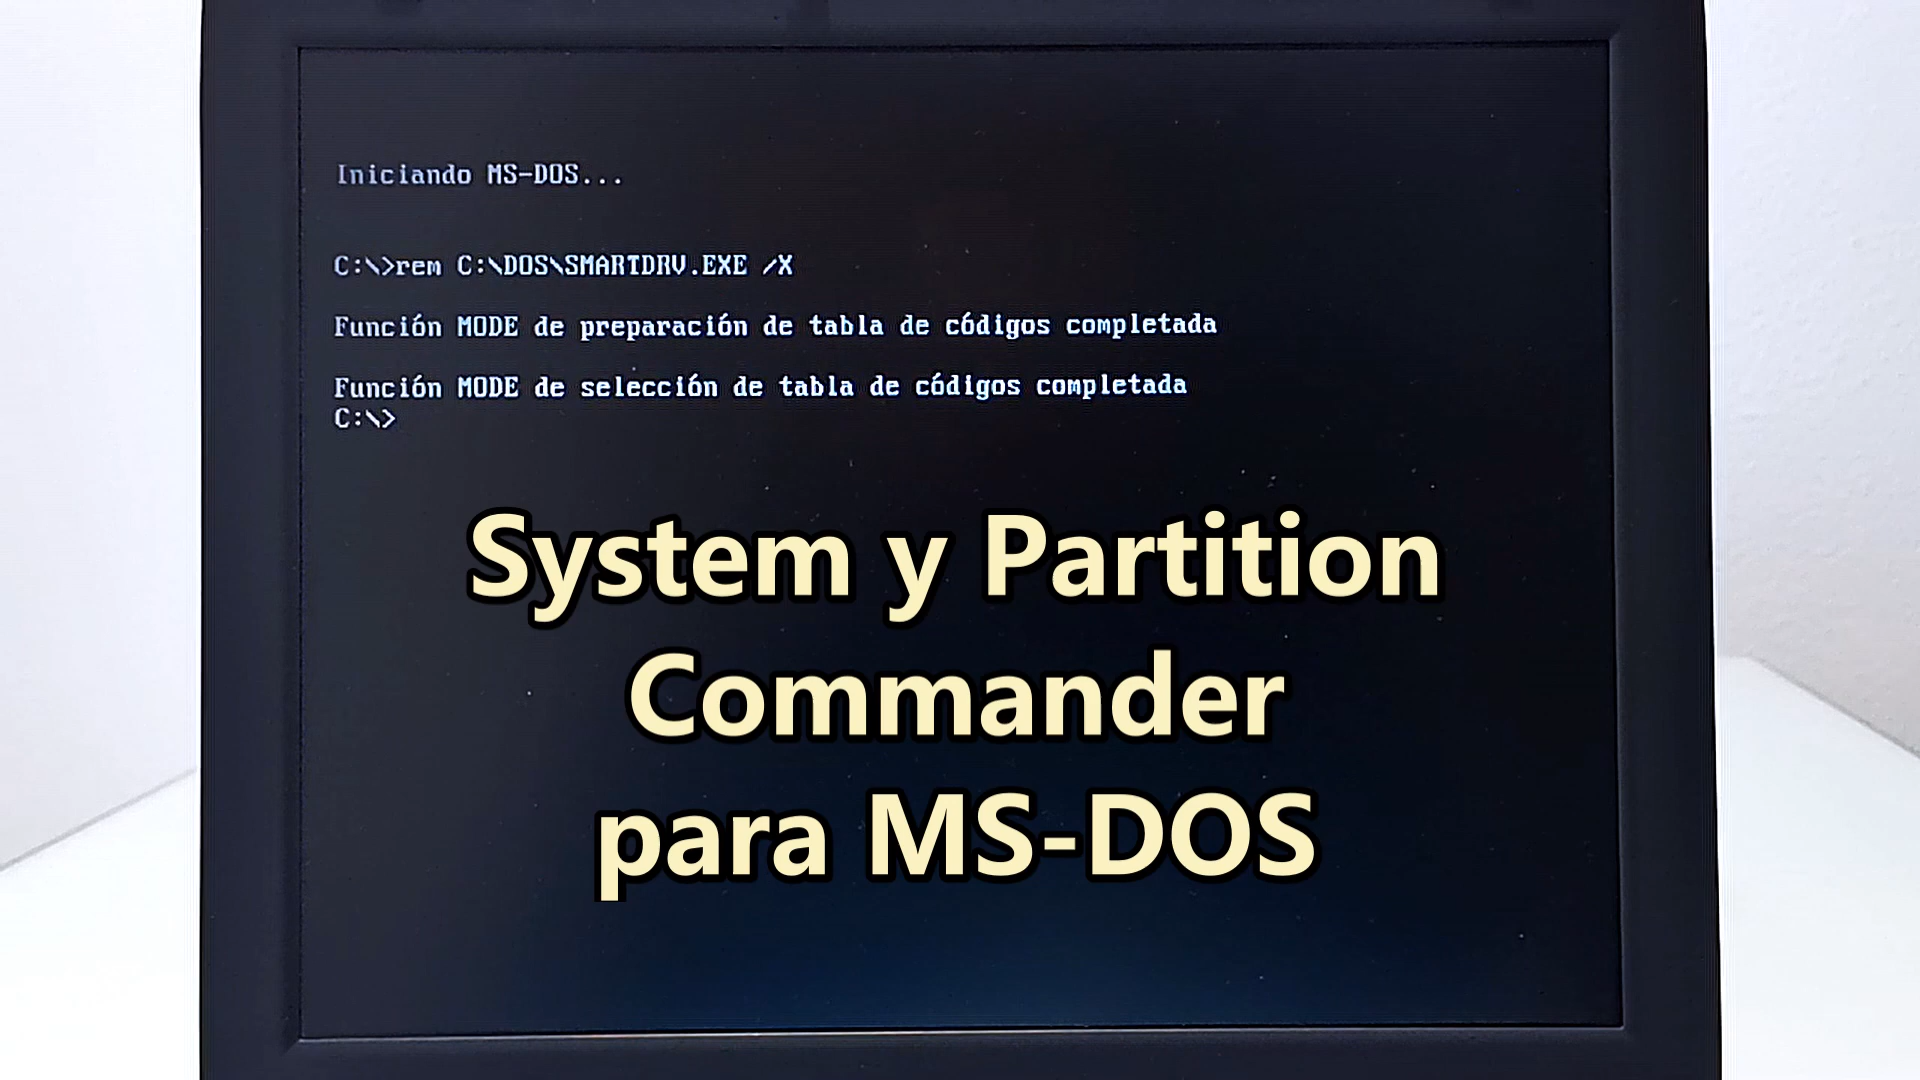 Iniciando MS-DOS...
C:\>rem C:\DOS\SMARTDRV.EXE /X
Función MODE de preparación de tabla de códigos completada
Función MODE de selección de tabla de códigos completada
C:\>
System y Partition
Commander
para MS-DOS